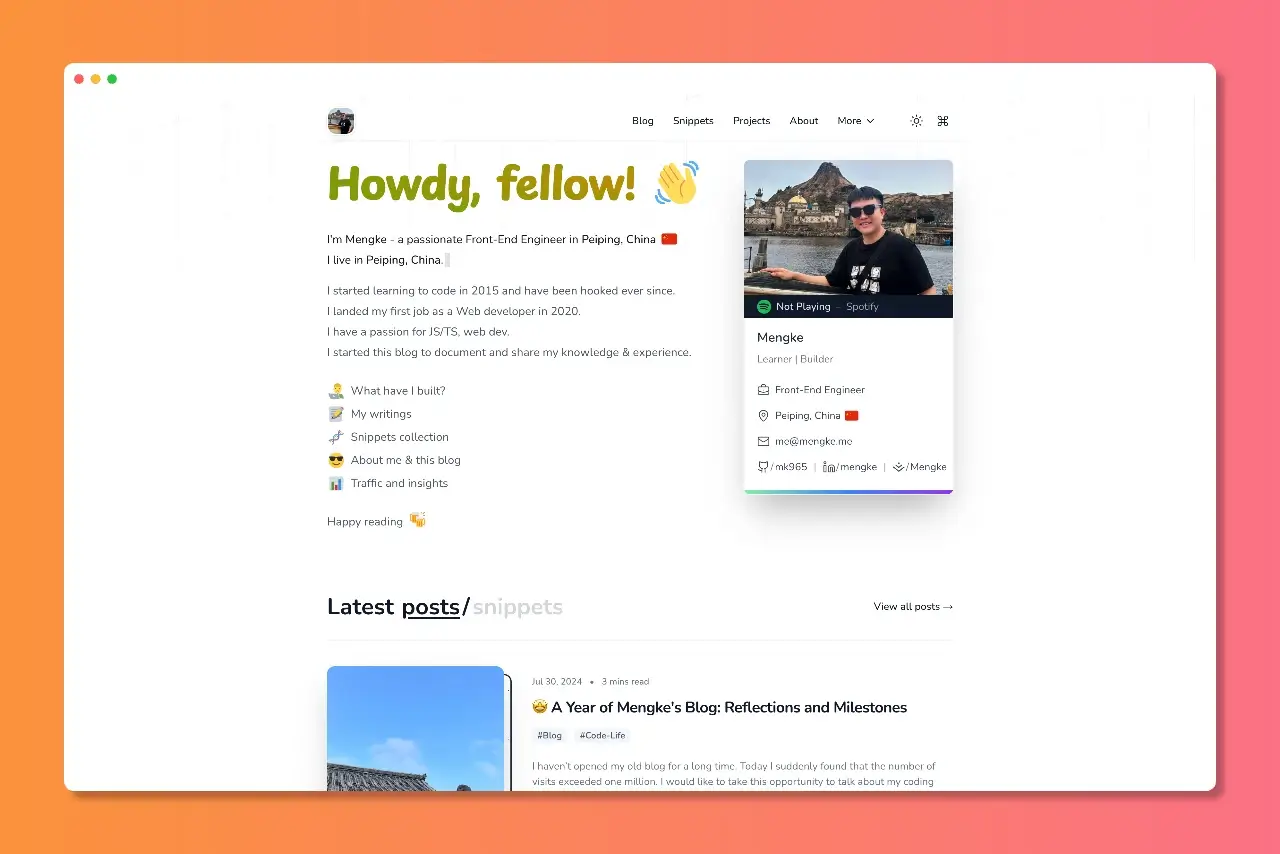 Blog Snippets Projects About More
Howdy, fellow! 👋
I'm Mengke - a passionate Front-End Engineer in Peiping, China 🇨🇳
I live in Peiping, China.
I started learning to code in 2015 and have been hooked ever since.
I landed my first job as a Web developer in 2020.
I have a passion for JS/TS, web dev.
I started this blog to document and share my knowledge & experience.
What have I built?
My writings
Snippets collection
About me & this blog
Traffic and insights
Happy reading 🍻
Not Playing – Spotify
Mengke
Learner | Builder
Front-End Engineer
Peiping, China 🇨🇳
me@mengke.me
/mk965 | /mengke | /Mengke
Latest posts/snippets
View all posts →
Jul 30, 2024 • 3 mins read
🤩 A Year of Mengke's Blog: Reflections and Milestones
#Blog #Code-Life
I haven't opened my old blog for a long time. Today I suddenly found that the number of
visits exceeded one million. I would like to take this opportunity to talk about my coding